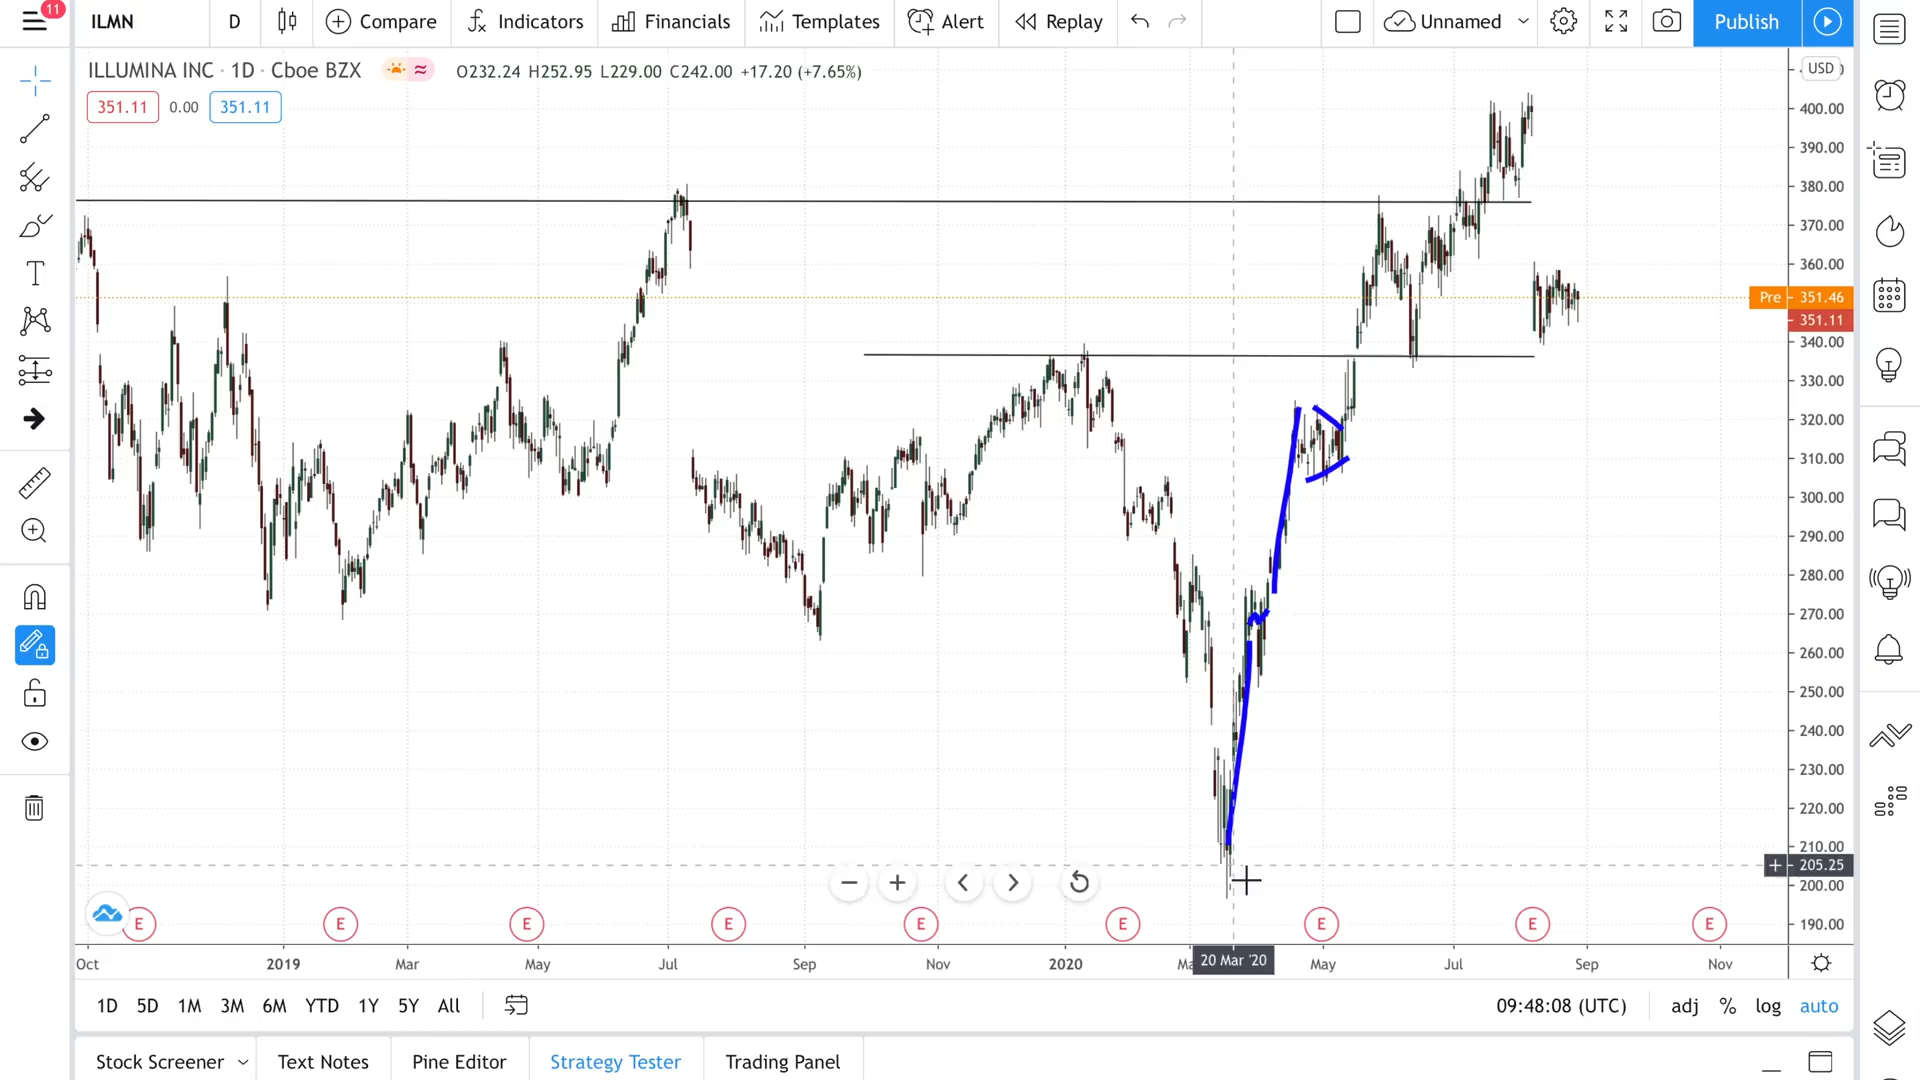 11
ILMN
D
Compare
Indicators
Financials
Templates
Alert
Replay
Unnamed
Publish
ILLUMINA INC · 1D · Cboe BZX
O232.24 H252.95 L229.00 C242.00 +17.20 (+7.65%)
USD
351.11
0.00
351.11
400.00
390.00
380.00
370.00
360.00
Pre
351.46
351.11
340.00
330.00
320.00
310.00
300.00
290.00
280.00
270.00
260.00
250.00
240.00
230.00
220.00
210.00
205.25
200.00
190.00
E E E E E E E E E
Oct 2019 Mar May Jul Sep Nov 2020 20 Mar '20 May Jul Sep Nov
1D 5D 1M 3M 6M YTD 1Y 5Y All
09:48:08 (UTC)
adj % log auto
Stock Screener
Text Notes
Pine Editor
Strategy Tester
Trading Panel